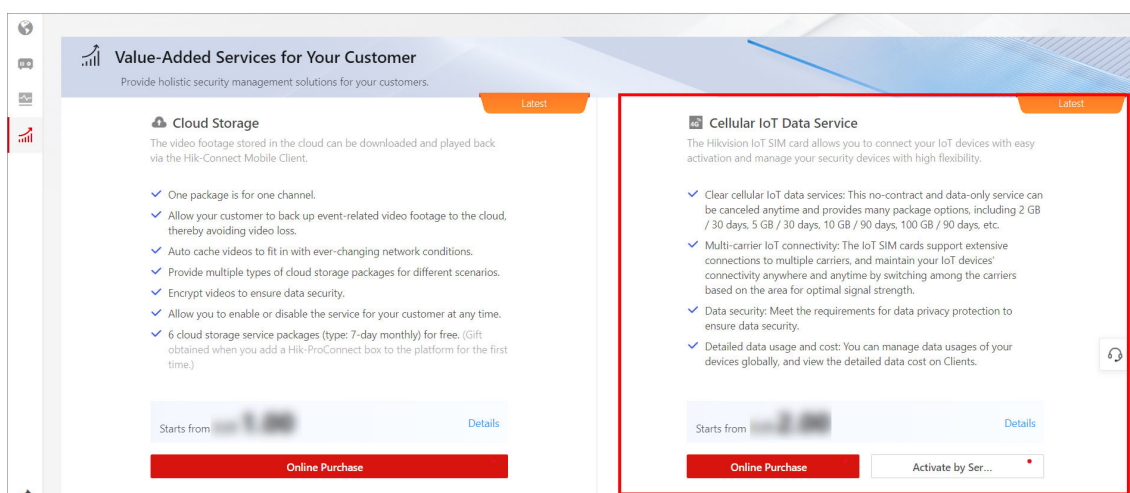 Value-Added Services for Your Customer
Provide holistic security management solutions for your customers.
Latest
Cloud Storage
The video footage stored in the cloud can be downloaded and played back
via the Hik-Connect Mobile Client.
One package is for one channel.
Allow your customer to back up event-related video footage to the cloud,
thereby avoiding video loss.
Auto cache videos to fit in with ever-changing network conditions.
Provide multiple types of cloud storage packages for different scenarios.
Encrypt videos to ensure data security.
Allow you to enable or disable the service for your customer at any time.
6 cloud storage service packages (type: 7-day monthly) for free. (Gift
obtained when you add a Hik-ProConnect box to the platform for the first
time.)
Starts from
Details
Online Purchase
Latest
4G
Cellular IoT Data Service
The Hikvision IoT SIM card allows you to connect your IoT devices with easy
activation and manage your security devices with high flexibility.
Clear cellular IoT data services: This no-contract and data-only service can
be canceled anytime and provides many package options, including 2 GB
/ 30 days, 5 GB / 30 days, 10 GB / 90 days, 100 GB / 90 days, etc.
Multi-carrier IoT connectivity: The IoT SIM cards support extensive
connections to multiple carriers, and maintain your IoT devices'
connectivity anywhere and anytime by switching among the carriers
based on the area for optimal signal strength.
Data security: Meet the requirements for data privacy protection to
ensure data security.
Detailed data usage and cost: You can manage data usages of your
devices globally, and view the detailed data cost on Clients.
Starts from
Details
Online Purchase
Activate by Ser...